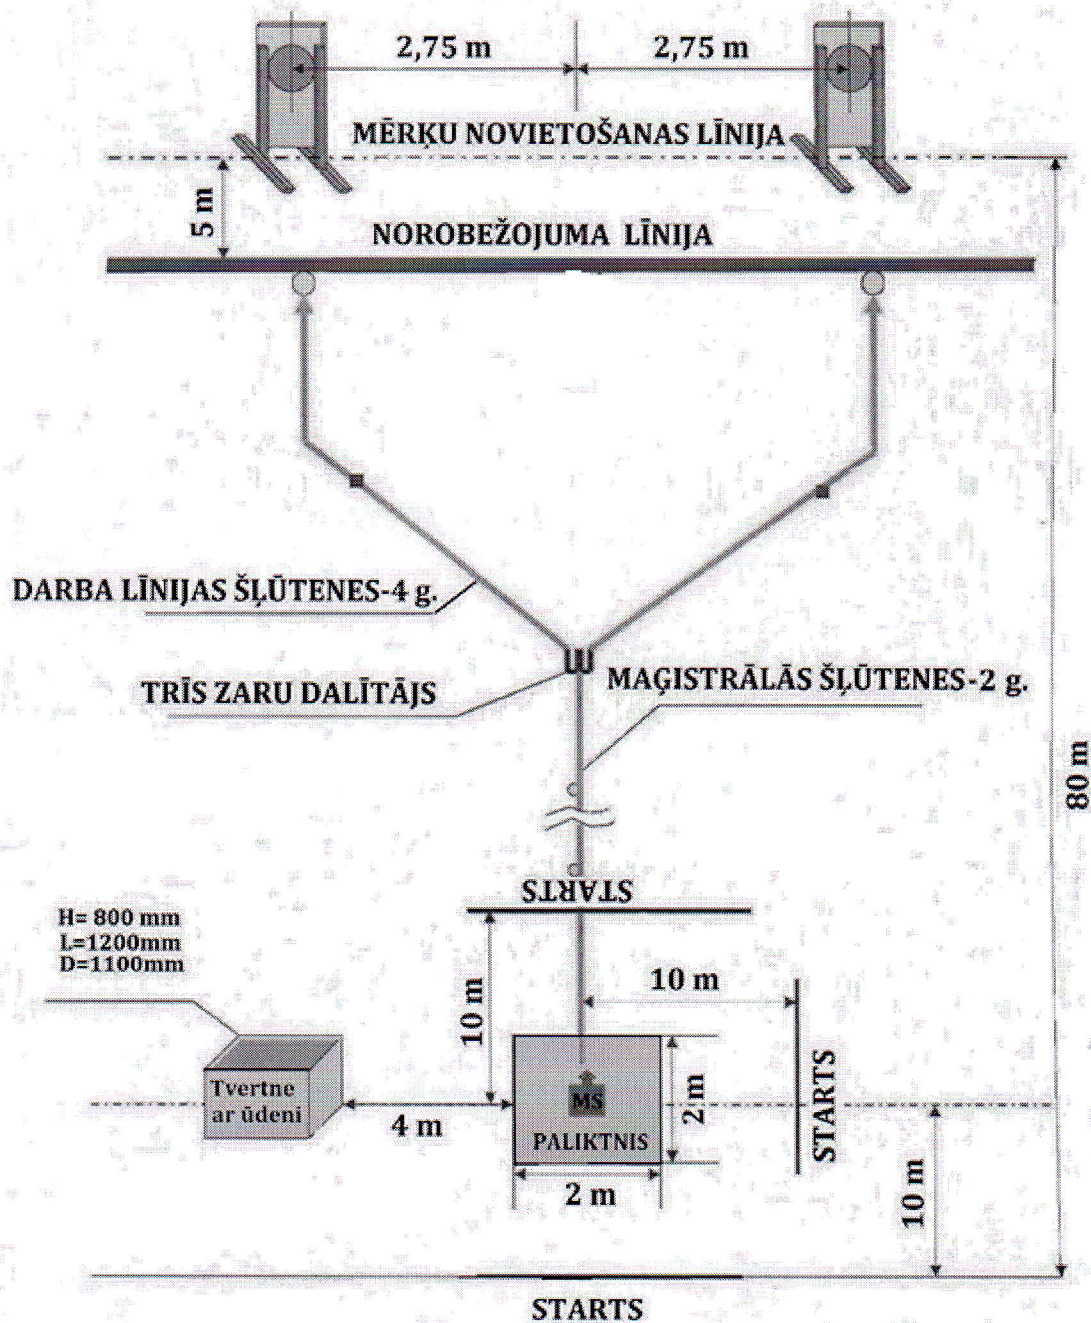 2,75 m 2,75 m
MĒRĶU NOVIETOŠANAS LĪNIJA
5 m
NOROBEŽOJUMA LĪNIJA
DARBA LĪNIJAS ŠĻŪTENES-4 g.
TRĪS ZARU DALĪTĀJS
MAĢISTRĀLĀS ŠĻŪTENES-2 g.
80 m
STARTS
H= 800 mm
L=1200mm
D=1100mm
10 m
10 m
Tvertne
ar ūdeni
4 m
MS
PALIKTNIS
2 m
2 m
STARTS
10 m
STARTS